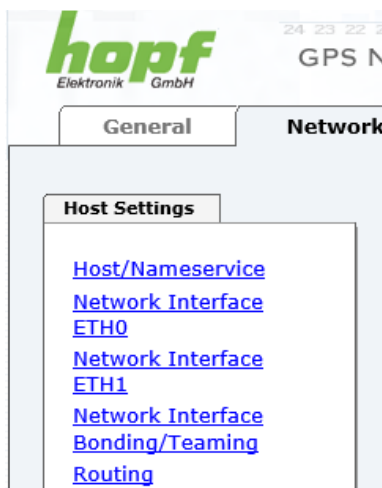 hopf
Elektronik GmbH
24 23 22
GPS
General
Network
Host Settings
Host/Nameservice
Network Interface
ETH0
Network Interface
ETH1
Network Interface
Bonding/Teaming
Routing